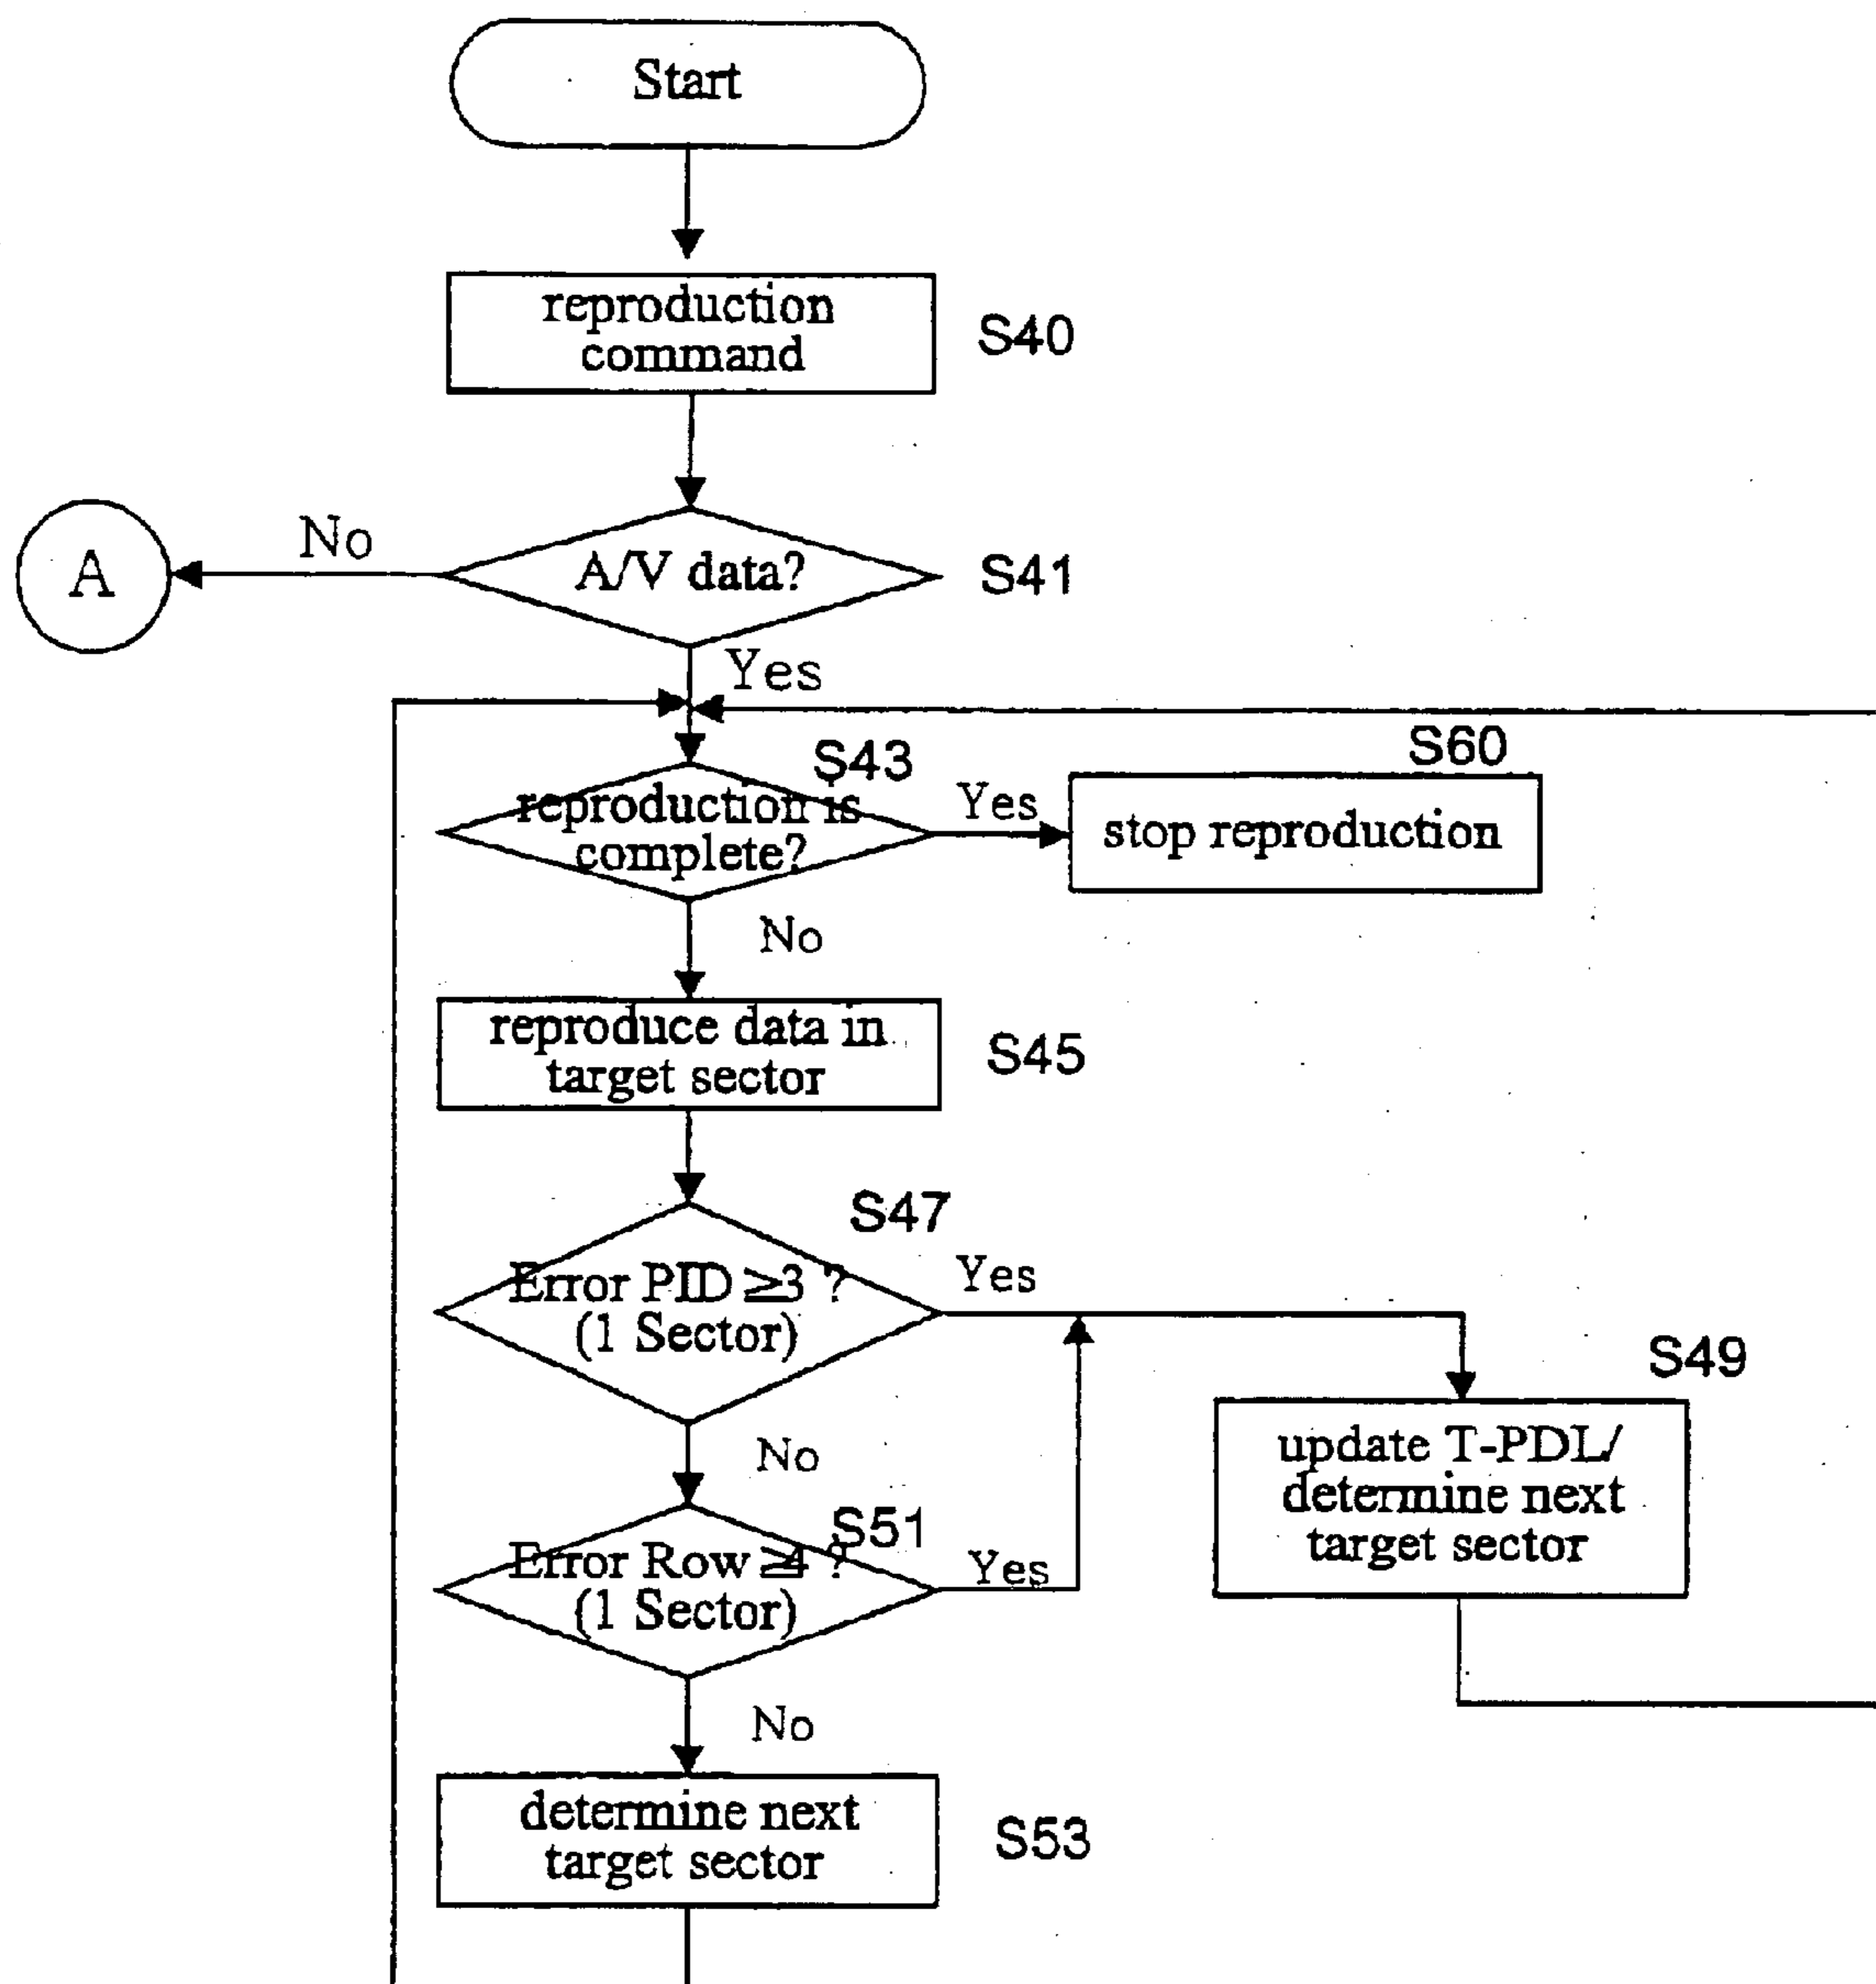 Start
reproduction
command
S40
No
A
A/V data?
S41
Yes
S43
S60
reproduction is
complete?
Yes
stop reproduction
No
reproduce data in
target sector
S45
S47
Error PID ≥3 ?
(1 Sector)
Yes
S49
No
update T-PDL/
determine next
target sector
S51
Error Row ≥4 ?
(1 Sector)
Yes
No
determine next
target sector
S53